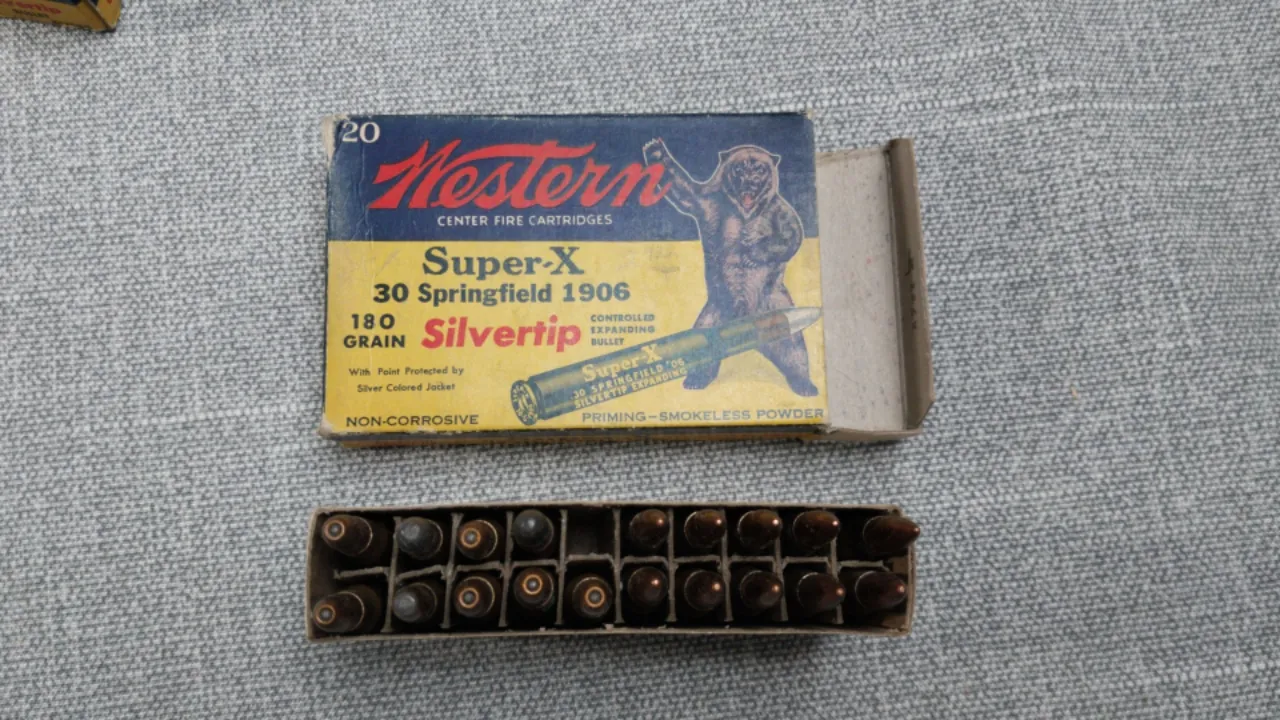 20
Western
CENTER FIRE CARTRIDGES
Super-X
30 Springfield 1906
180
GRAIN
Silvertip
CONTROLLED
EXPANDING
BULLET
With Point Protected by
Silver Colored Jacket
Super-X
30 SPRINGFIELD '06
SILVERTIP EXPANDING
NON-CORROSIVE
PRIMING-SMOKELESS POWDER